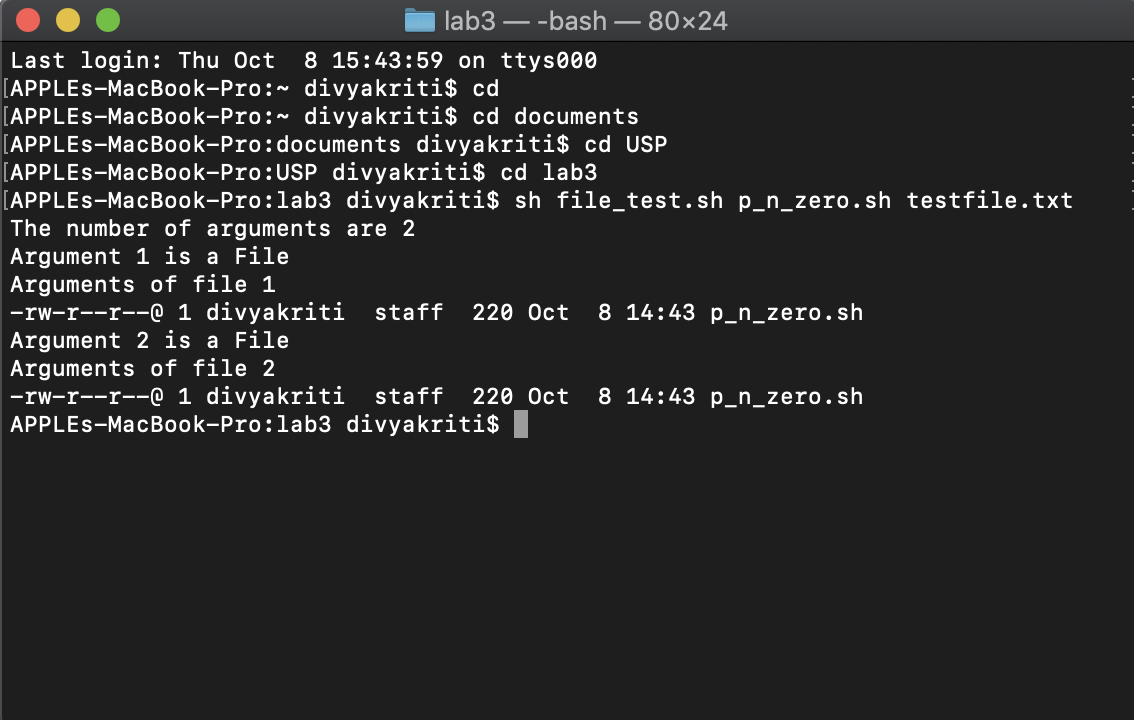 lab3 — -bash — 80×24
Last login: Thu Oct  8 15:43:59 on ttys000
[APPLEs-MacBook-Pro:~ divyakriti$ cd
[APPLEs-MacBook-Pro:~ divyakriti$ cd documents
[APPLEs-MacBook-Pro:documents divyakriti$ cd USP
[APPLEs-MacBook-Pro:USP divyakriti$ cd lab3
[APPLEs-MacBook-Pro:lab3 divyakriti$ sh file_test.sh p_n_zero.sh testfile.txt
The number of arguments are 2
Argument 1 is a File
Arguments of file 1
-rw-r--r--@ 1 divyakriti  staff  220 Oct  8 14:43 p_n_zero.sh
Argument 2 is a File
Arguments of file 2
-rw-r--r--@ 1 divyakriti  staff  220 Oct  8 14:43 p_n_zero.sh
APPLEs-MacBook-Pro:lab3 divyakriti$